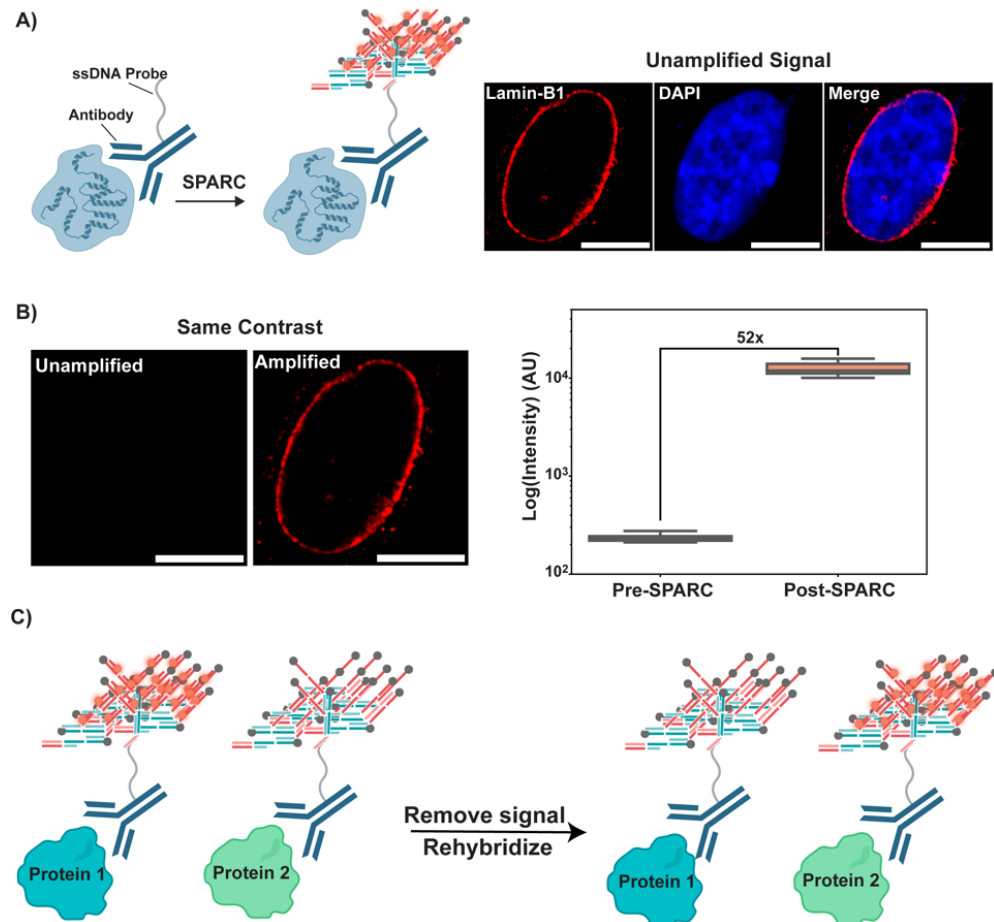 A)
ssDNA Probe
Antibody
SPARC
Unamplified Signal
Lamin-B1
DAPI
Merge
B)
Same Contrast
Unamplified
Amplified
52x
Log(Intensity) (AU)
10⁴
10³
10²
Pre-SPARC
Post-SPARC
C)
Remove signal
Rehybridize
Protein 1
Protein 2
Protein 1
Protein 2